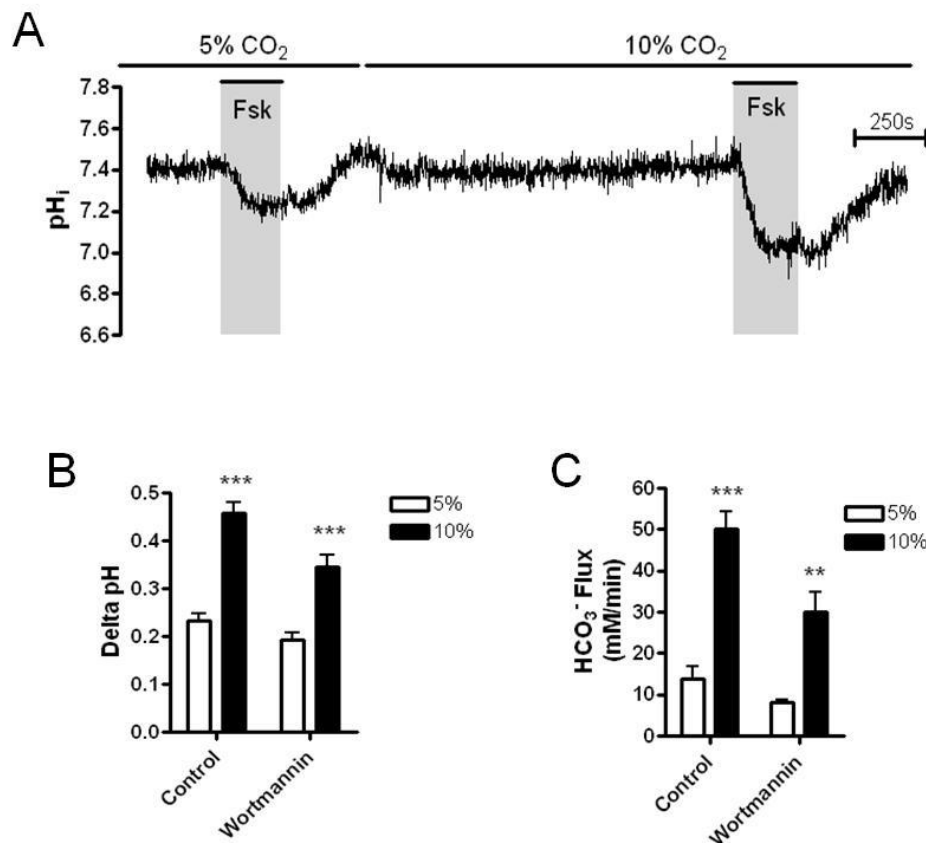 A
5% CO₂
10% CO₂
Fsk
Fsk
250s
pHᵢ
7.8
7.6
7.4
7.2
7.0
6.8
6.6
B
Delta pH
0.5
0.4
0.3
0.2
0.1
0.0
***
***
5%
10%
Control
Wortmannin
C
HCO₃⁻ Flux
(mM/min)
60
50
40
30
20
10
0
***
**
5%
10%
Control
Wortmannin